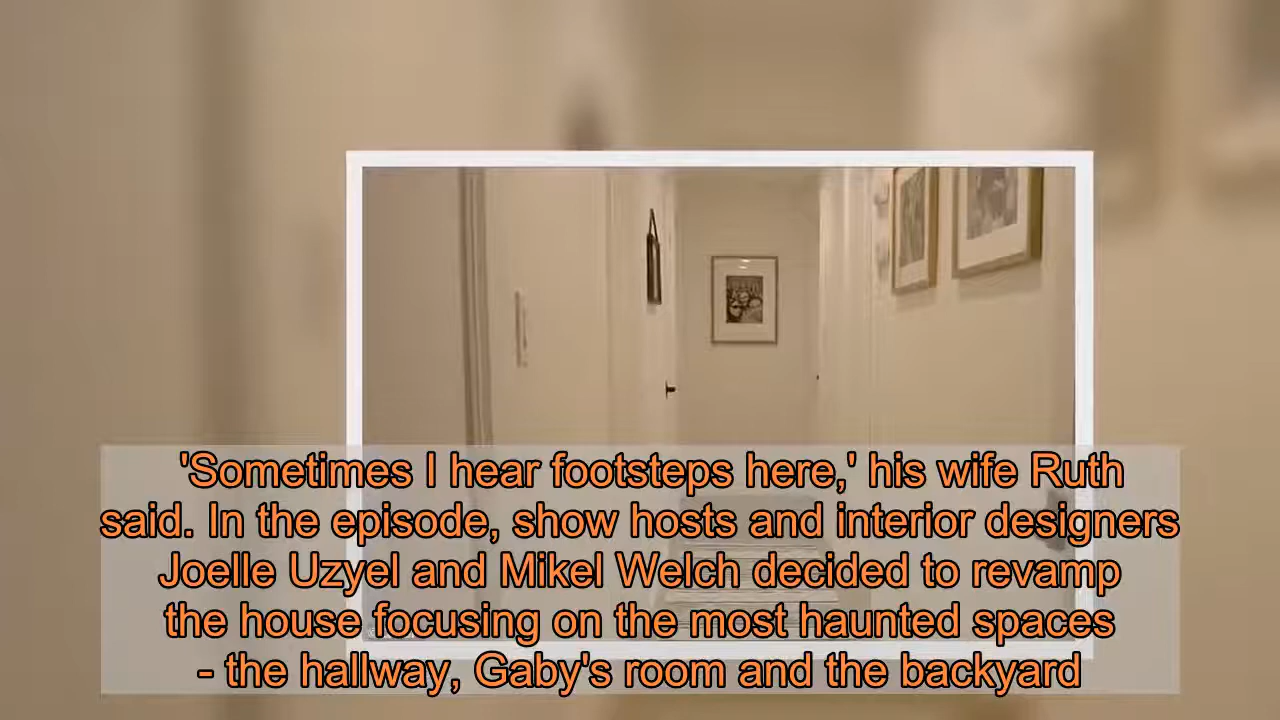 'Sometimes I hear footsteps here,' his wife Ruth
said. In the episode, show hosts and interior designers
Joelle Uzyel and Mikel Welch decided to revamp
the house focusing on the most haunted spaces
- the hallway, Gaby's room and the backyard